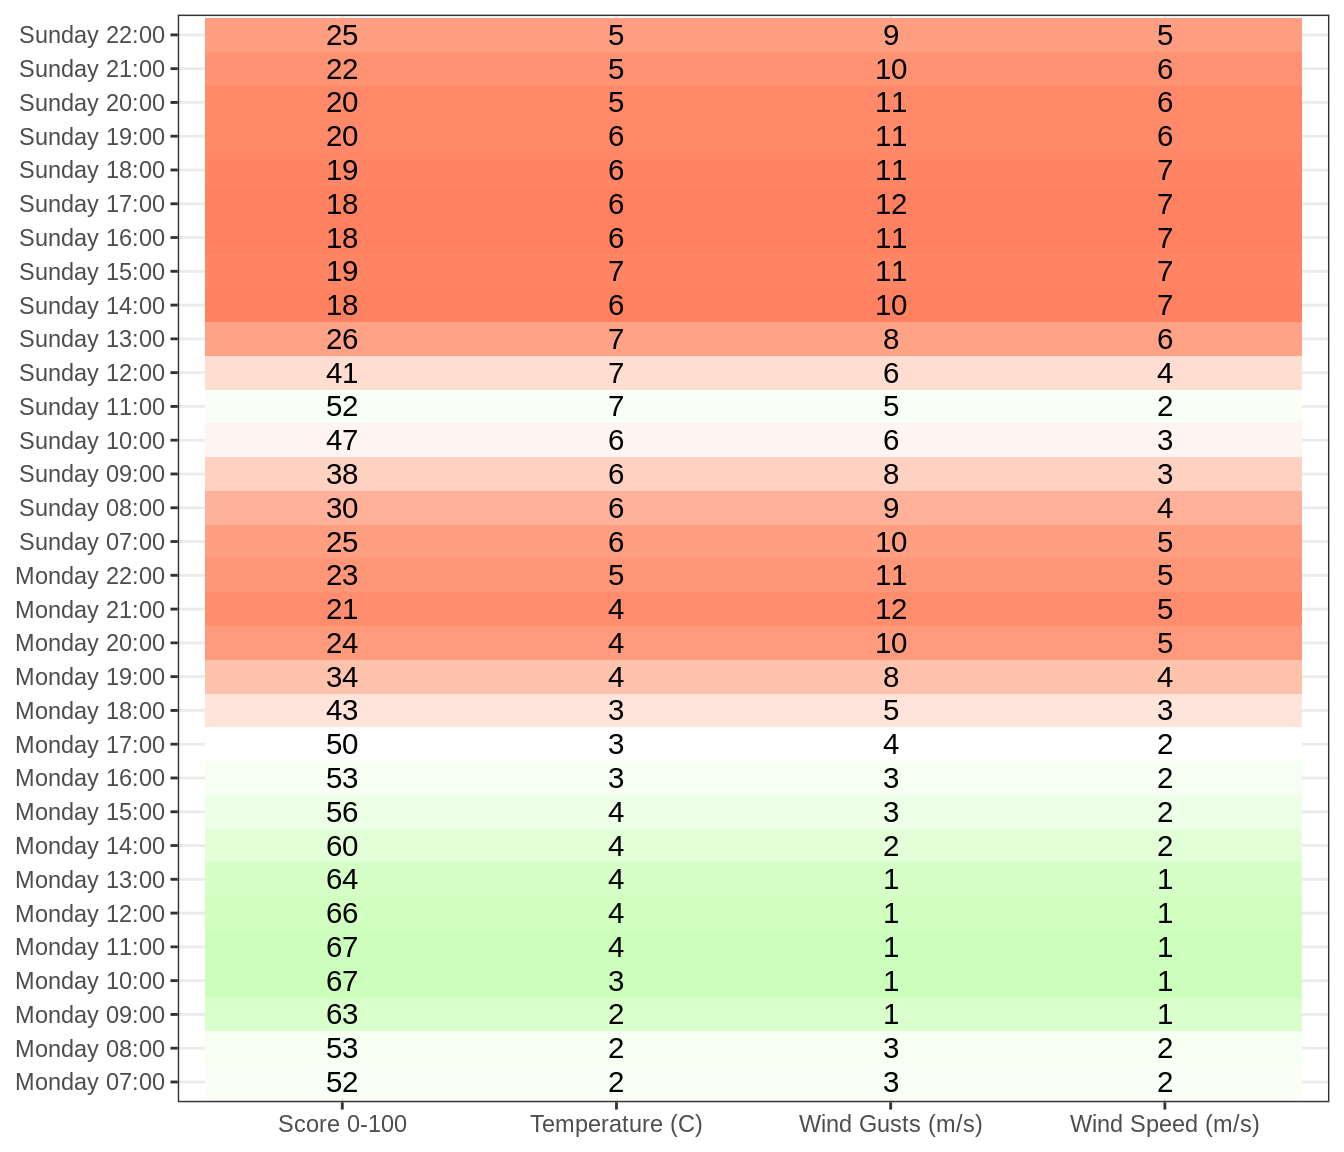 Sunday 22:00 25 5 9 5
Sunday 21:00 22 5 10 6
Sunday 20:00 20 5 11 6
Sunday 19:00 20 6 11 6
Sunday 18:00 19 6 11 7
Sunday 17:00 18 6 12 7
Sunday 16:00 18 6 11 7
Sunday 15:00 19 7 11 7
Sunday 14:00 18 6 10 7
Sunday 13:00 26 7 8 6
Sunday 12:00 41 7 6 4
Sunday 11:00 52 7 5 2
Sunday 10:00 47 6 6 3
Sunday 09:00 38 6 8 3
Sunday 08:00 30 6 9 4
Sunday 07:00 25 6 10 5
Monday 22:00 23 5 11 5
Monday 21:00 21 4 12 5
Monday 20:00 24 4 10 5
Monday 19:00 34 4 8 4
Monday 18:00 43 3 5 3
Monday 17:00 50 3 4 2
Monday 16:00 53 3 3 2
Monday 15:00 56 4 3 2
Monday 14:00 60 4 2 2
Monday 13:00 64 4 1 1
Monday 12:00 66 4 1 1
Monday 11:00 67 4 1 1
Monday 10:00 67 3 1 1
Monday 09:00 63 2 1 1
Monday 08:00 53 2 3 2
Monday 07:00 52 2 3 2
Score 0-100 Temperature (C) Wind Gusts (m/s) Wind Speed (m/s)